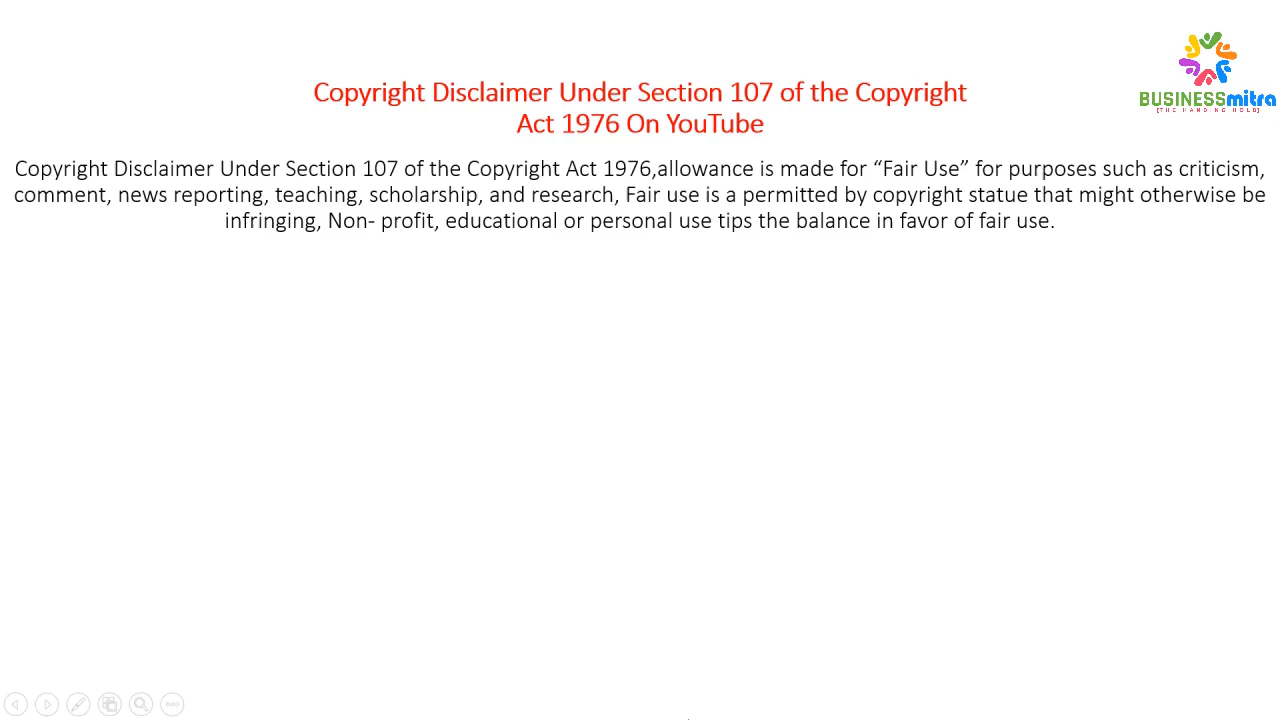 BUSINESSmitra
[THE HANDING HOLD]
Copyright Disclaimer Under Section 107 of the Copyright
Act 1976 On YouTube
Copyright Disclaimer Under Section 107 of the Copyright Act 1976,allowance is made for “Fair Use” for purposes such as criticism,
comment, news reporting, teaching, scholarship, and research, Fair use is a permitted by copyright statue that might otherwise be
infringing, Non- profit, educational or personal use tips the balance in favor of fair use.